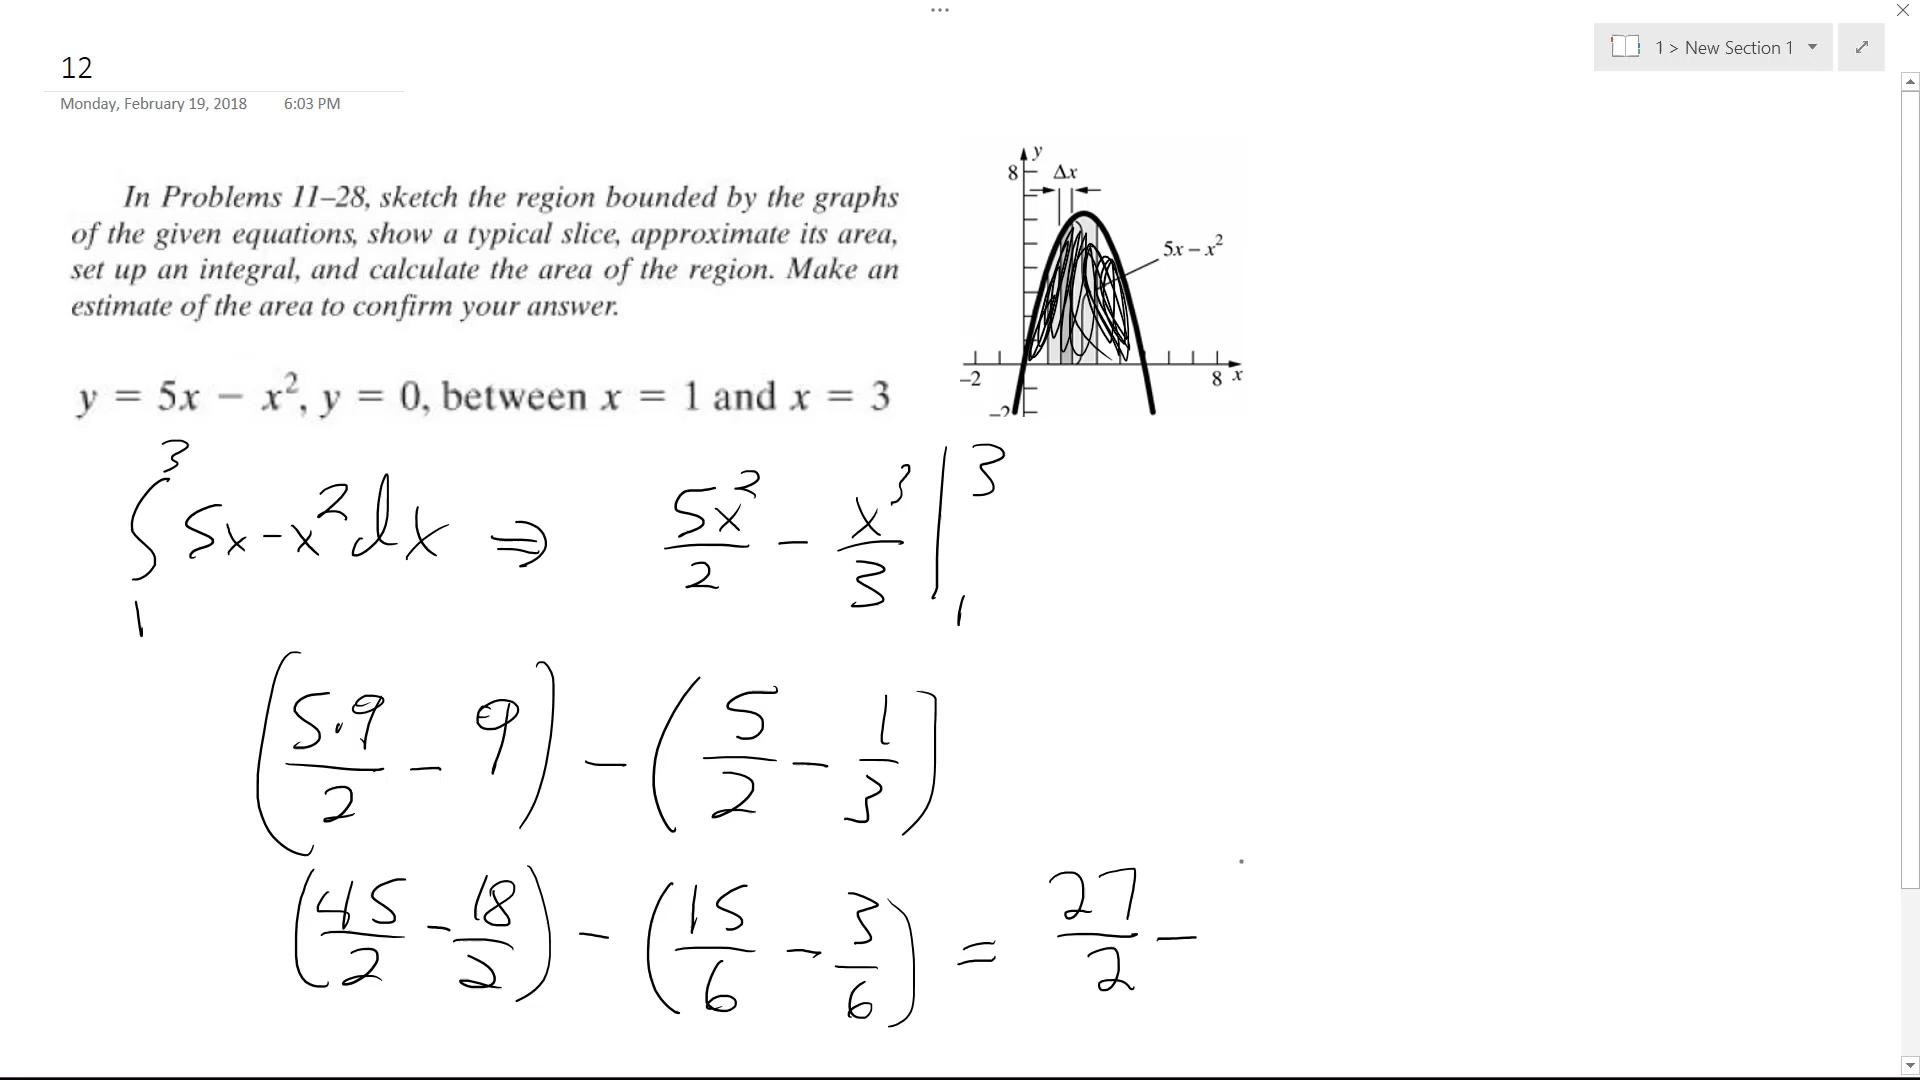 12
Monday, February 19, 2018 6:03 PM
1 > New Section 1
In Problems 11–28, sketch the region bounded by the graphs
of the given equations, show a typical slice, approximate its area,
set up an integral, and calculate the area of the region. Make an
estimate of the area to confirm your answer.
y = 5x − x², y = 0, between x = 1 and x = 3
y
8 Δx
5x − x²
−2 8 x
−2
∫₁³ 5x − x² dx ⇒ 5x²/2 − x³/3 |₁³
(5·9/2 − 9) − (5/2 − 1/3)
(45/2 − 18/2) − (15/6 − 3/6) = 27/2 −